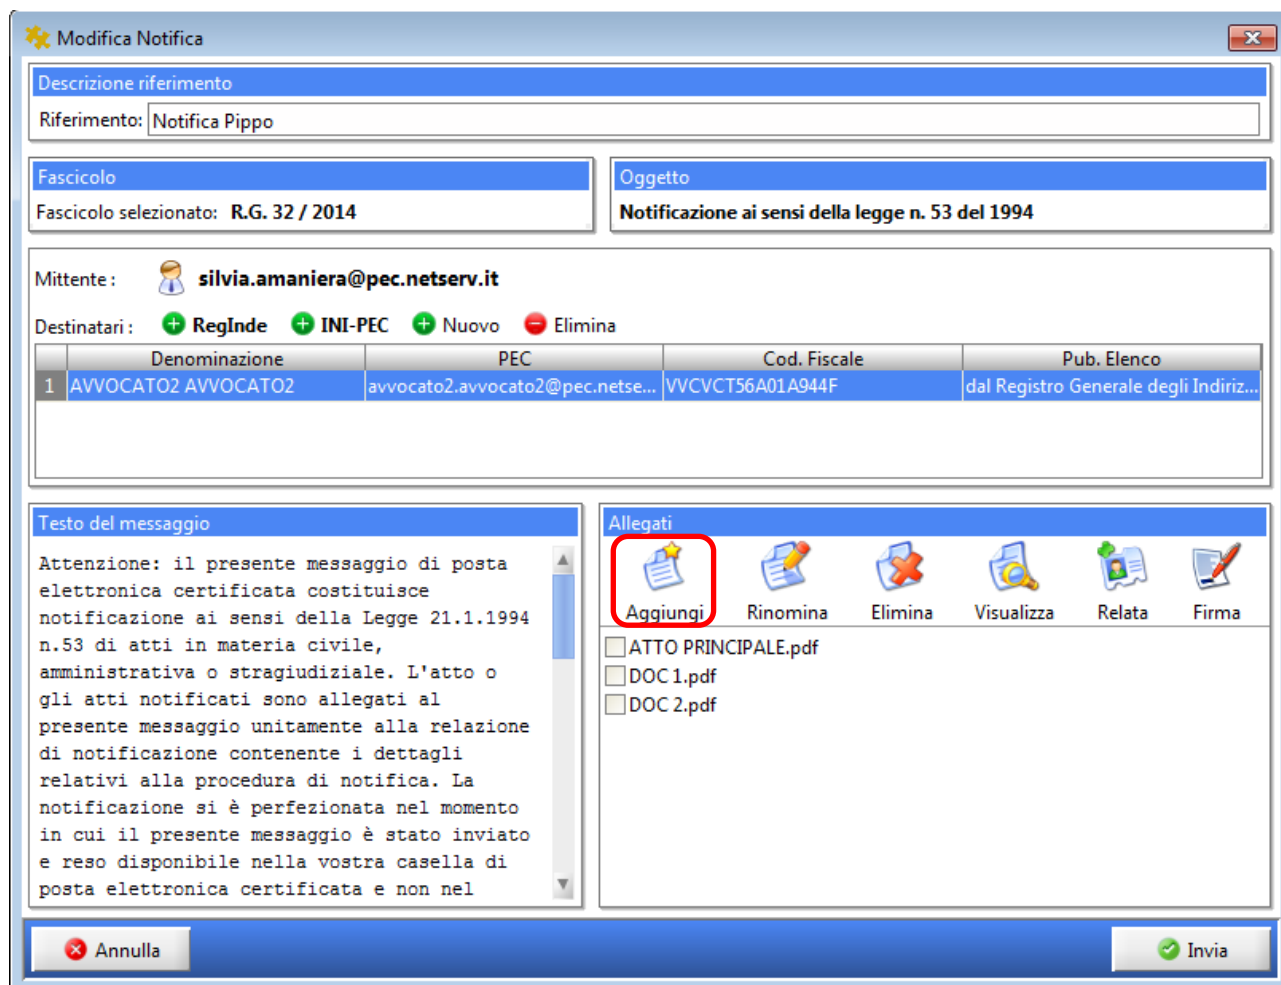 Modifica Notifica
Descrizione riferimento
Riferimento: Notifica Pippo
Fascicolo
Fascicolo selezionato: R.G. 32 / 2014
Oggetto
Notificazione ai sensi della legge n. 53 del 1994
Mittente : silvia.amaniera@pec.netserv.it
Destinatari : RegInde INI-PEC Nuovo Elimina
Denominazione PEC Cod. Fiscale Pub. Elenco
1 AVVOCATO2 AVVOCATO2 avvocato2.avvocato2@pec.netse... VVCVCT56A01A944F dal Registro Generale degli Indiriz...
Testo del messaggio
Attenzione: il presente messaggio di posta
elettronica certificata costituisce
notificazione ai sensi della Legge 21.1.1994
n.53 di atti in materia civile,
amministrativa o stragiudiziale. L'atto o
gli atti notificati sono allegati al
presente messaggio unitamente alla relazione
di notificazione contenente i dettagli
relativi alla procedura di notifica. La
notificazione si è perfezionata nel momento
in cui il presente messaggio è stato inviato
e reso disponibile nella vostra casella di
posta elettronica certificata e non nel
Allegati
Aggiungi Rinomina Elimina Visualizza Relata Firma
ATTO PRINCIPALE.pdf
DOC 1.pdf
DOC 2.pdf
Annulla
Invia